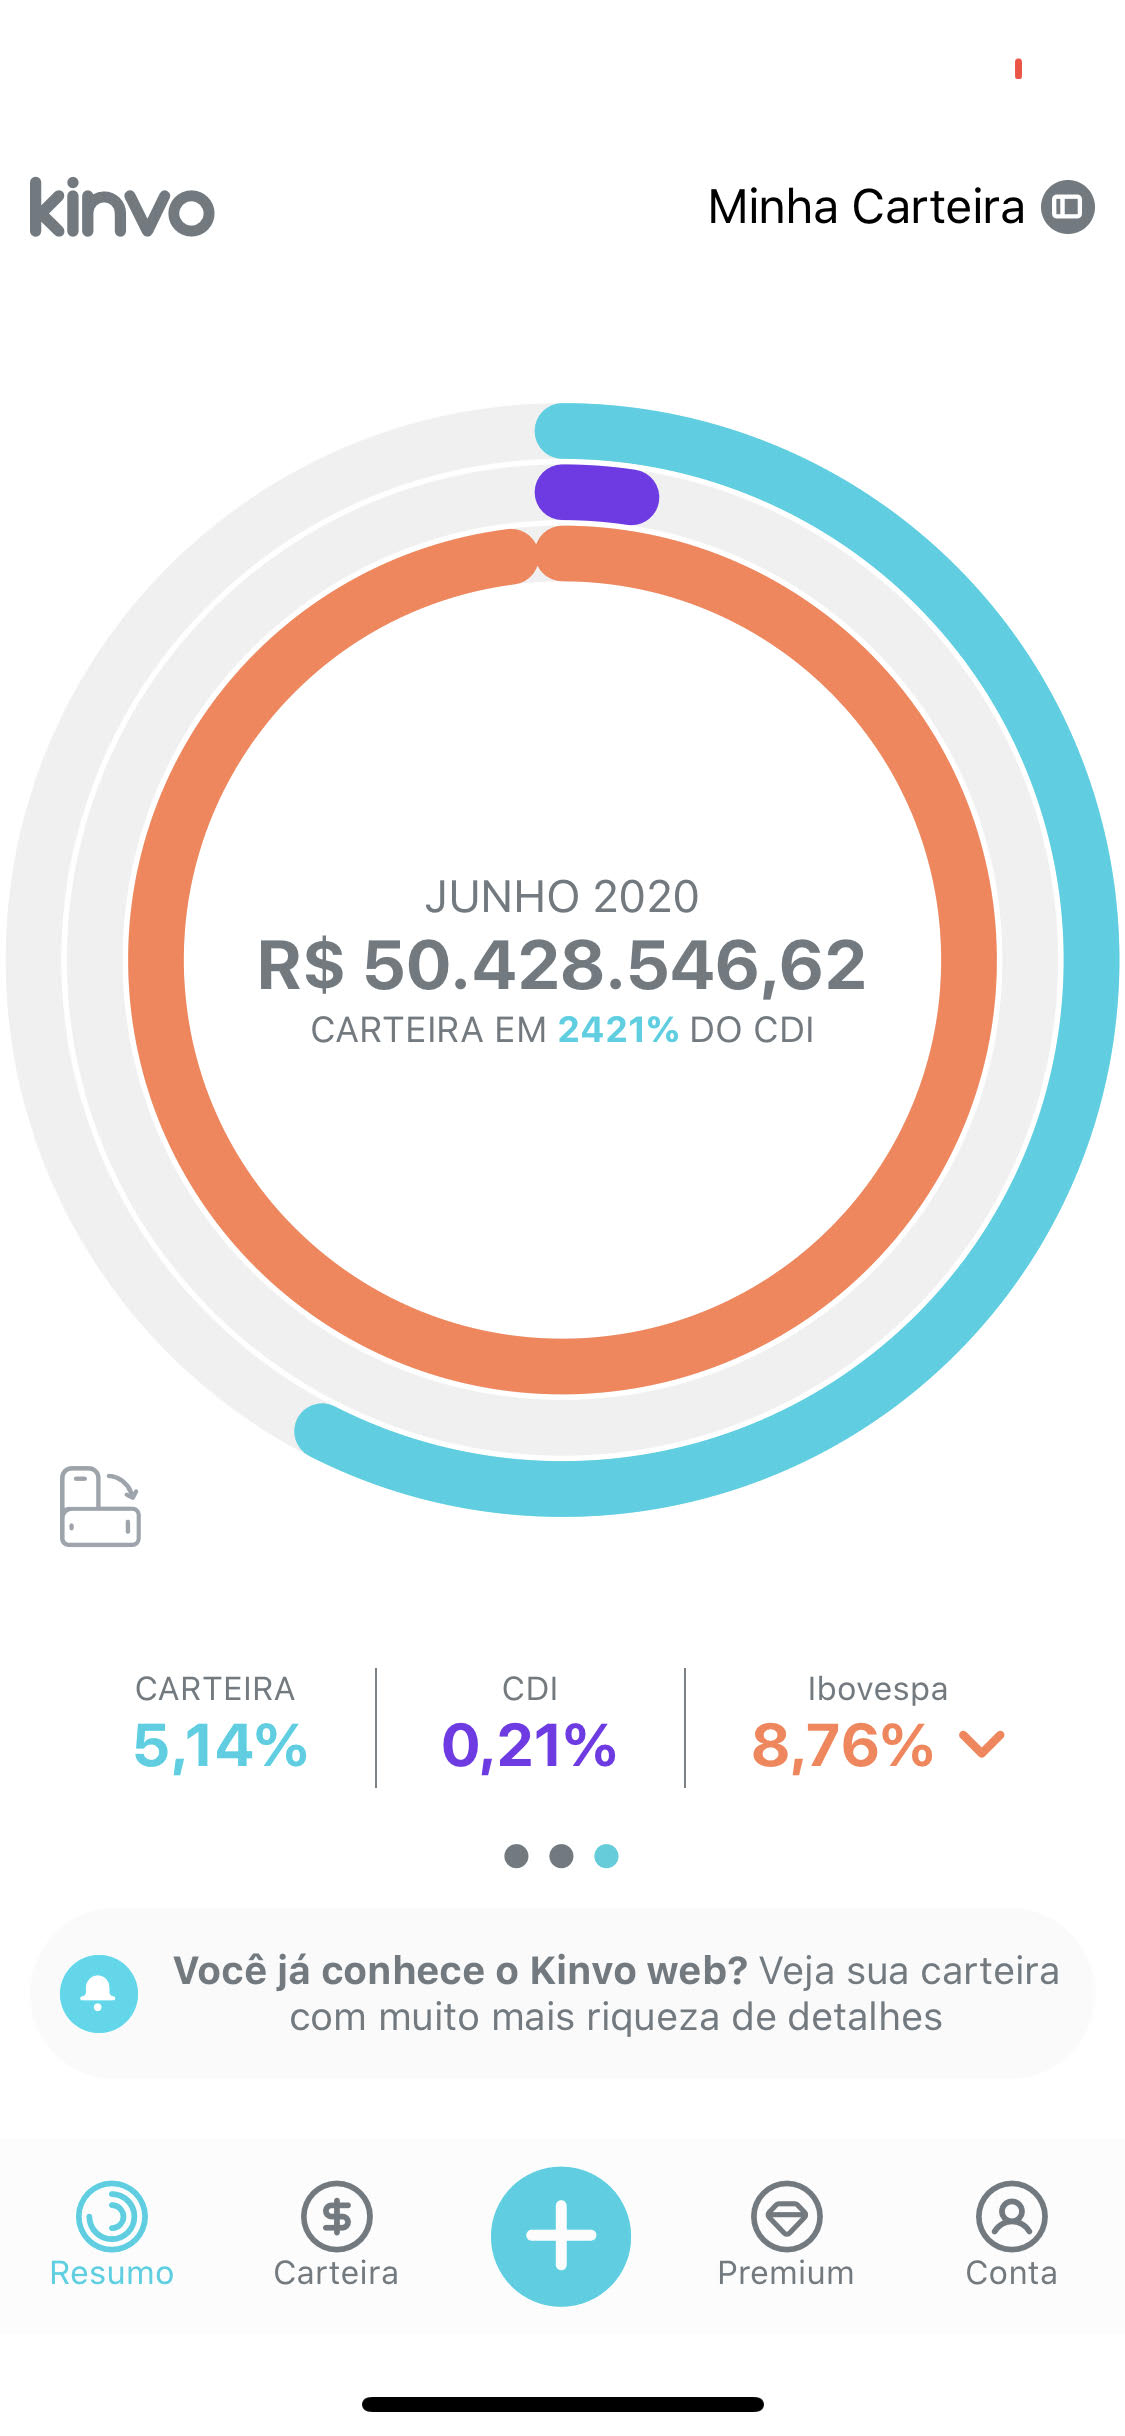 kinvo
Minha Carteira
JUNHO 2020
R$ 50.428.546,62
CARTEIRA EM 2421% DO CDI
CARTEIRA
5,14%
CDI
0,21%
Ibovespa
8,76%
Você já conhece o Kinvo web? Veja sua carteira
com muito mais riqueza de detalhes
Resumo
Carteira
Premium
Conta